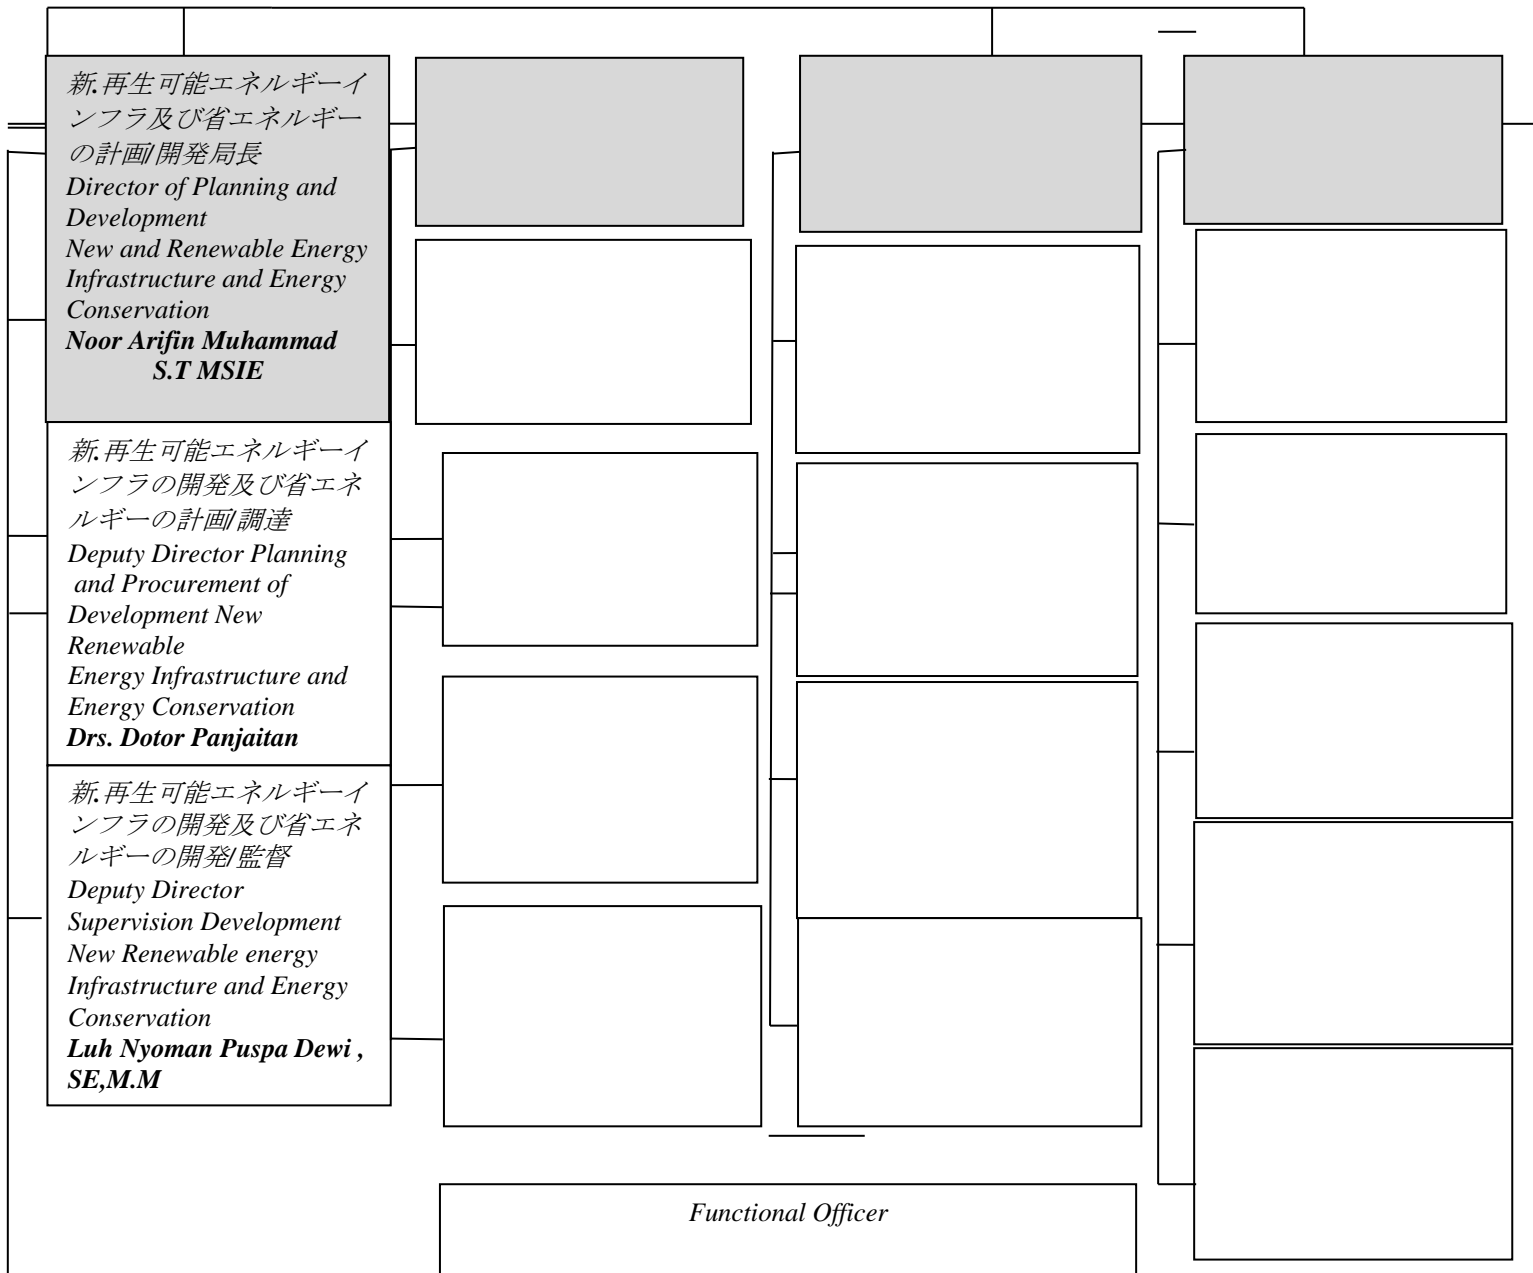 新.再生可能エネルギーイ
ンフラ及び省エネルギー
の計画/開発局長
Director of Planning and
Development
New and Renewable Energy
Infrastructure and Energy
Conservation
Noor Arifin Muhammad
S.T MSIE
新.再生可能エネルギーイ
ンフラの開発及び省エネ
ルギーの計画/調達
Deputy Director Planning
and Procurement of
Development New
Renewable
Energy Infrastructure and
Energy Conservation
Drs. Dotor Panjaitan
新.再生可能エネルギーイ
ンフラの開発及び省エネ
ルギーの開発/監督
Deputy Director
Supervision Development
New Renewable energy
Infrastructure and Energy
Conservation
Luh Nyoman Puspa Dewi ,
SE,M.M
Functional Officer